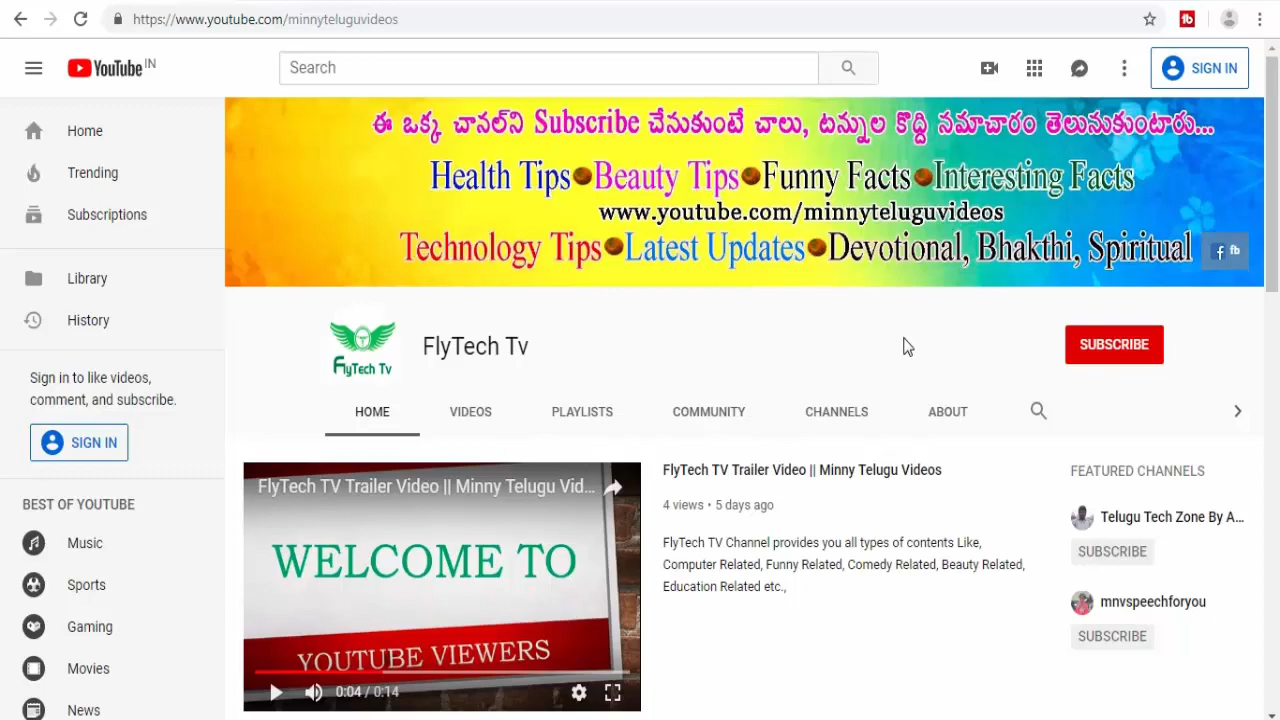 https://www.youtube.com/minnyteluguvideos
YouTube IN
Search
SIGN IN
Home
Trending
Subscriptions
Library
History
Sign in to like videos,
comment, and subscribe.
SIGN IN
BEST OF YOUTUBE
Music
Sports
Gaming
Movies
News
ఈ ఒక్క చానల్‌ని Subscribe చేసుకుంటే చాలు, టన్నుల కొద్ది సమాచారం తెలుసుకుంటారు...
Health Tips Beauty Tips Funny Facts Interesting Facts
www.youtube.com/minnyteluguvideos
Technology Tips Latest Updates Devotional, Bhakthi, Spiritual
fb
FlyTech Tv
FlyTech Tv
SUBSCRIBE
HOME VIDEOS PLAYLISTS COMMUNITY CHANNELS ABOUT
FlyTech TV Trailer Video || Minny Telugu Vid...
WELCOME TO
YOUTUBE VIEWERS
0:04 / 0:14
FlyTech TV Trailer Video || Minny Telugu Videos
4 views • 5 days ago
FlyTech TV Channel provides you all types of contents Like,
Computer Related, Funny Related, Comedy Related, Beauty Related,
Education Related etc.,
FEATURED CHANNELS
Telugu Tech Zone By A...
SUBSCRIBE
mnvspeechforyou
SUBSCRIBE